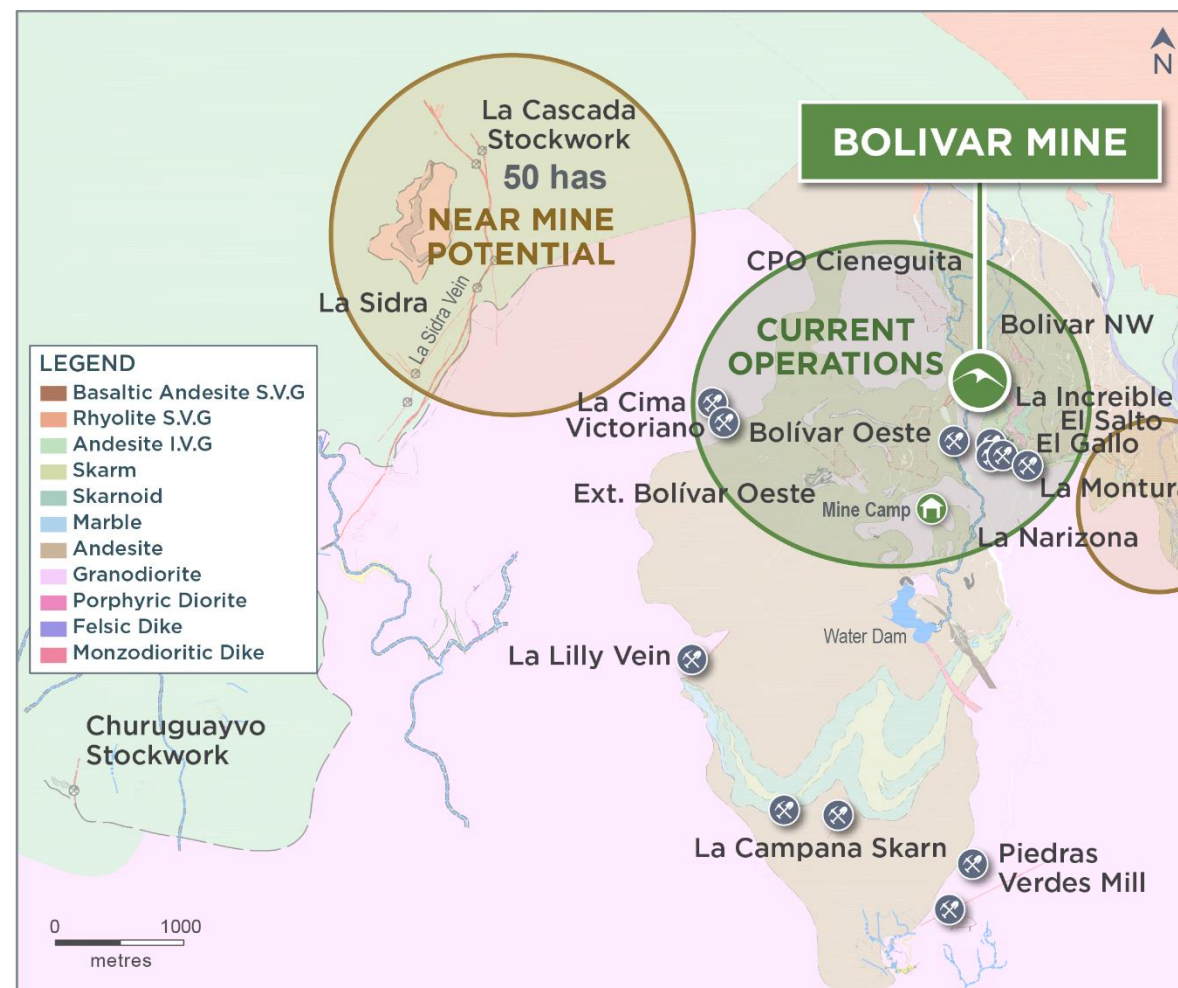 N
La Cascada
Stockwork
50 has
NEAR MINE
POTENTIAL
La Sidra
La Sidra Vein
BOLIVAR MINE
CPO Cieneguita
CURRENT
OPERATIONS
Bolivar NW
La Cima
Victoriano
La Increible
El Salto
El Gallo
Bolívar Oeste
La Montura
Ext. Bolívar Oeste
Mine Camp
La Narizona
LEGEND
Basaltic Andesite S.V.G
Rhyolite S.V.G
Andesite I.V.G
Skarm
Skarnoid
Marble
Andesite
Granodiorite
Porphyric Diorite
Felsic Dike
Monzodioritic Dike
Water Dam
La Lilly Vein
Churuguayvo
Stockwork
La Campana Skarn
Piedras
Verdes Mill
0 1000
metres